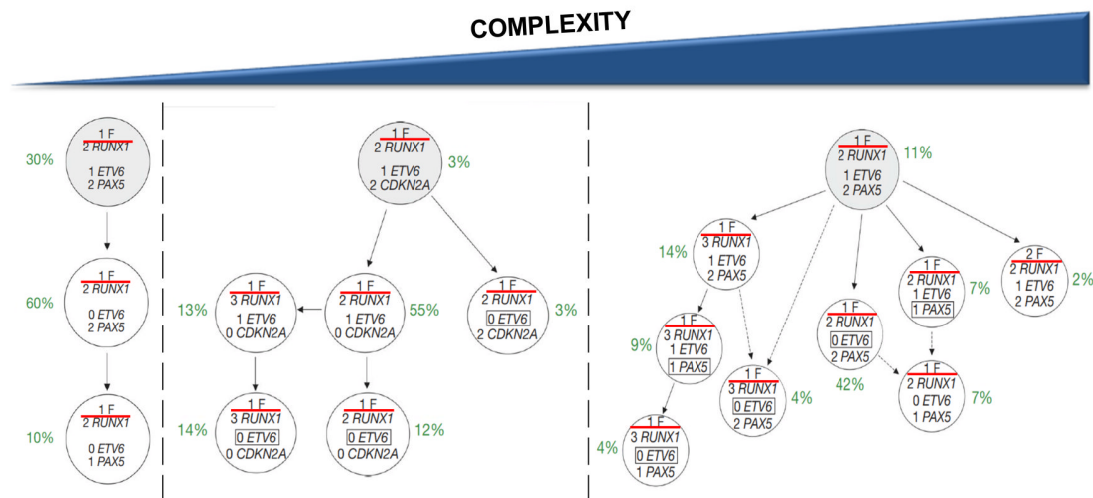 COMPLEXITY
30%
1 F
2 RUNX1
1 ETV6
2 PAX5
60%
1 F
2 RUNX1
0 ETV6
2 PAX5
10%
1 F
2 RUNX1
0 ETV6
1 PAX5
1 F
2 RUNX1
1 ETV6
2 CDKN2A
3%
13%
1 F
3 RUNX1
1 ETV6
0 CDKN2A
1 F
2 RUNX1
1 ETV6
0 CDKN2A
55%
1 F
2 RUNX1
0 ETV6
2 CDKN2A
3%
14%
1 F
3 RUNX1
0 ETV6
0 CDKN2A
1 F
2 RUNX1
0 ETV6
0 CDKN2A
12%
1 F
2 RUNX1
1 ETV6
2 PAX5
11%
14%
1 F
3 RUNX1
1 ETV6
2 PAX5
1 F
2 RUNX1
1 ETV6
1 PAX5
7%
2 F
2 RUNX1
1 ETV6
2 PAX5
2%
9%
1 F
3 RUNX1
1 ETV6
1 PAX5
1 F
2 RUNX1
0 ETV6
2 PAX5
42%
1 F
3 RUNX1
0 ETV6
2 PAX5
4%
1 F
2 RUNX1
0 ETV6
1 PAX5
7%
4%
1 F
3 RUNX1
0 ETV6
1 PAX5